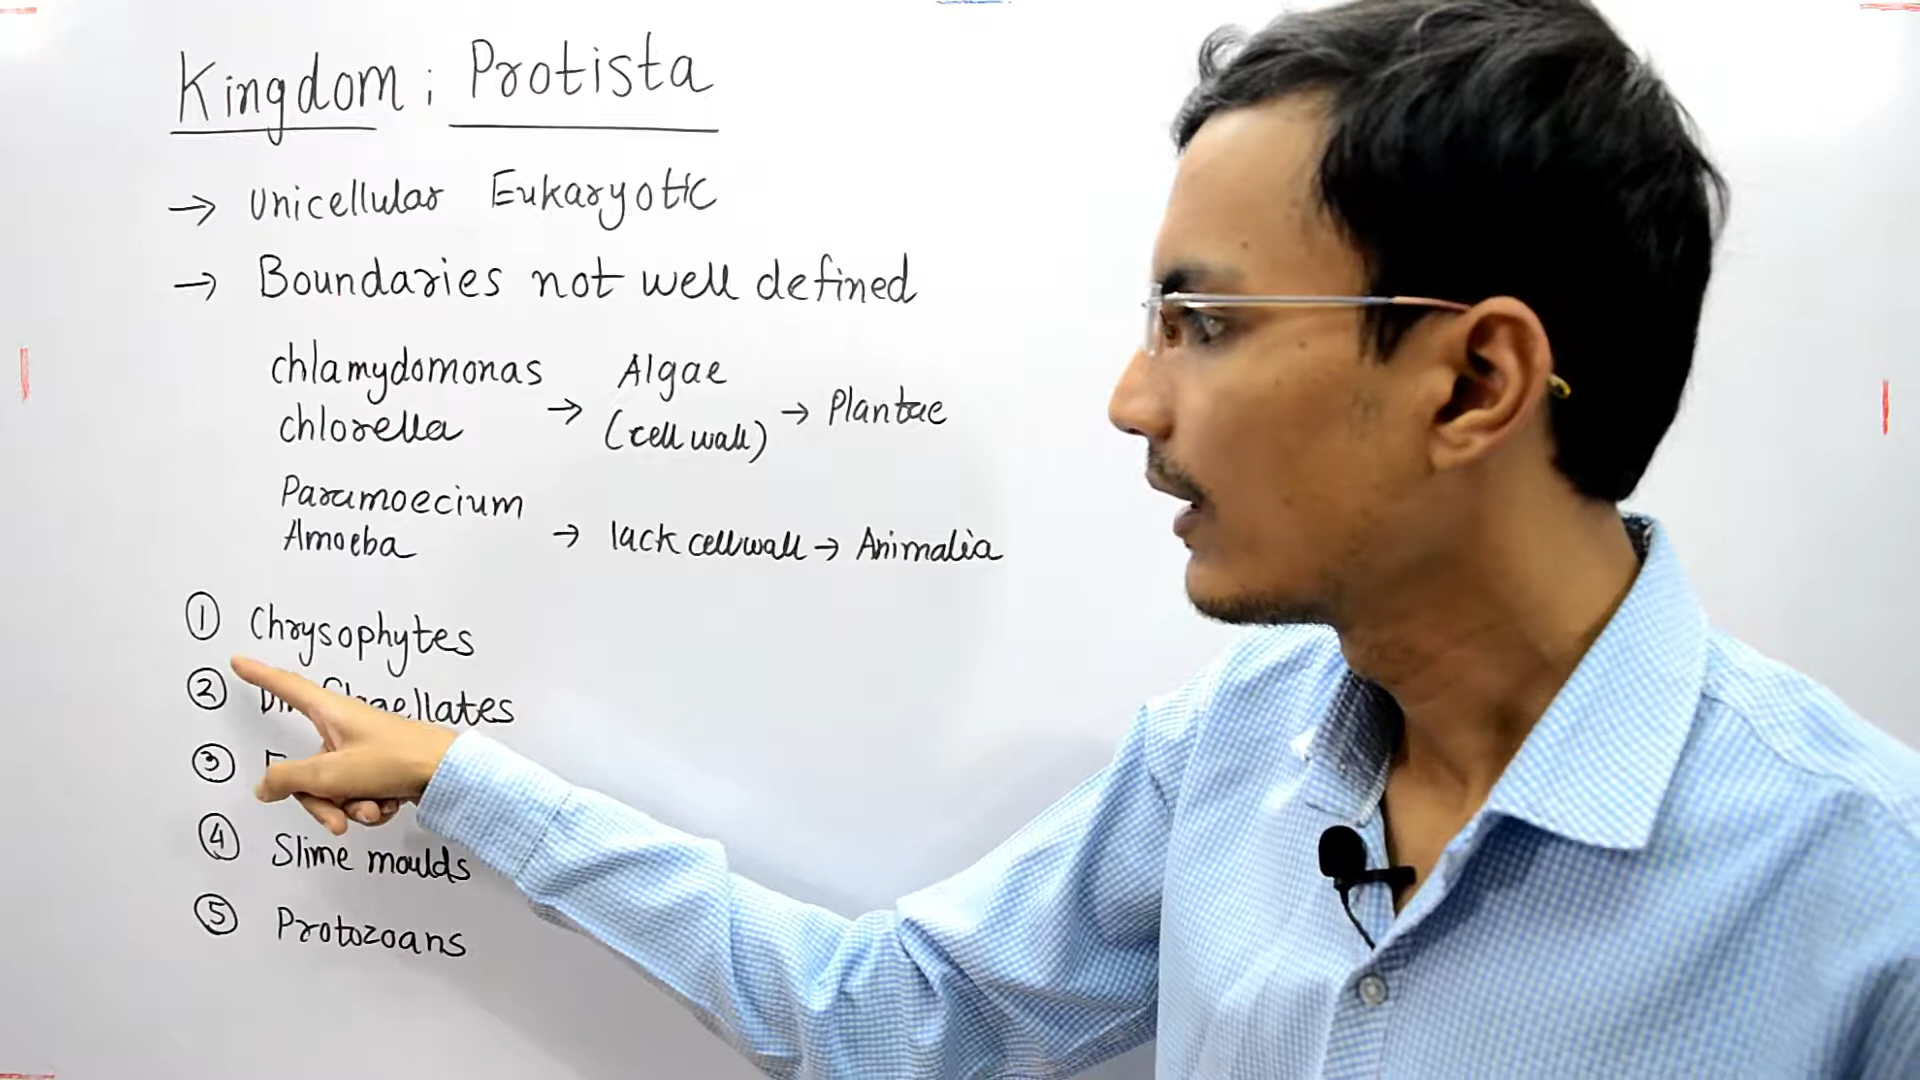 Kingdom : Protista
→ Unicellular Eukaryotic
→ Boundaries not well defined
chlamydomonas
chlorella
→ Algae
(cell wall) → Plantae
Paramoecium
Amoeba
→ lack cellwall → Animalia
① Chrysophytes
②
③
④ Slime moulds
⑤ Protozoans